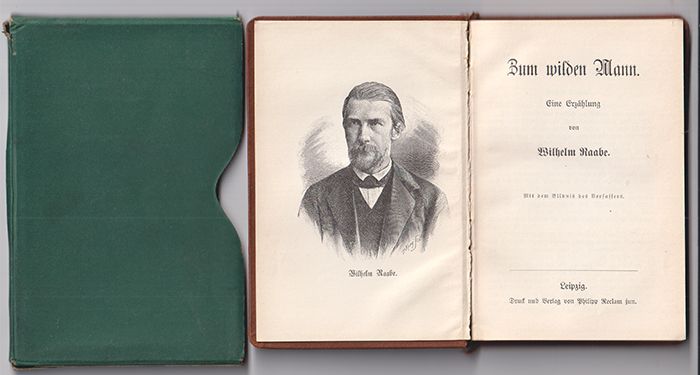 Wilhelm Raabe.
Zum wilden Mann.
Eine Erzählung
von
Wilhelm Raabe.
Mit dem Bildnis des Verfassers.
Leipzig.
Druck und Verlag von Philipp Reclam jun.